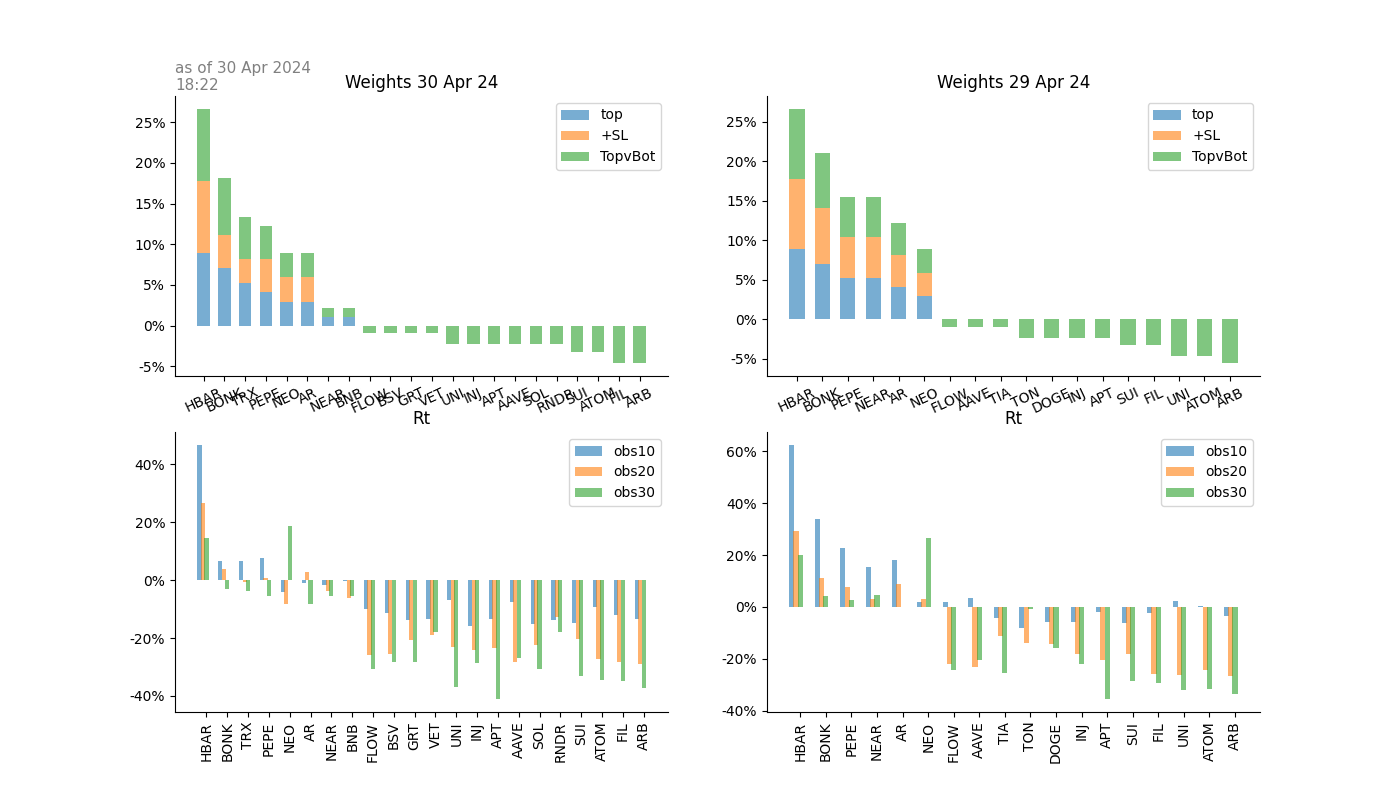 as of 30 Apr 2024
18:22
Weights 30 Apr 24
25%
20%
15%
10%
5%
0%
-5%
top
+SL
TopvBot
HBAR BONK TRX PEPE NEO AR NEAR BNB FLOW BSV GRT VET UNI INJ APT AAVE SOL RNDR SUI ATOM FIL ARB
Weights 29 Apr 24
25%
20%
15%
10%
5%
0%
-5%
top
+SL
TopvBot
HBAR BONK PEPE NEAR AR NEO FLOW AAVE TIA TON DOGE INJ APT SUI FIL UNI ATOM ARB
Rt
40%
20%
0%
-20%
-40%
obs10
obs20
obs30
HBAR BONK TRX PEPE NEO AR NEAR BNB FLOW BSV GRT VET UNI INJ APT AAVE SOL RNDR SUI ATOM FIL ARB
Rt
60%
40%
20%
0%
-20%
-40%
obs10
obs20
obs30
HBAR BONK PEPE NEAR AR NEO FLOW AAVE TIA TON DOGE INJ APT SUI FIL UNI ATOM ARB